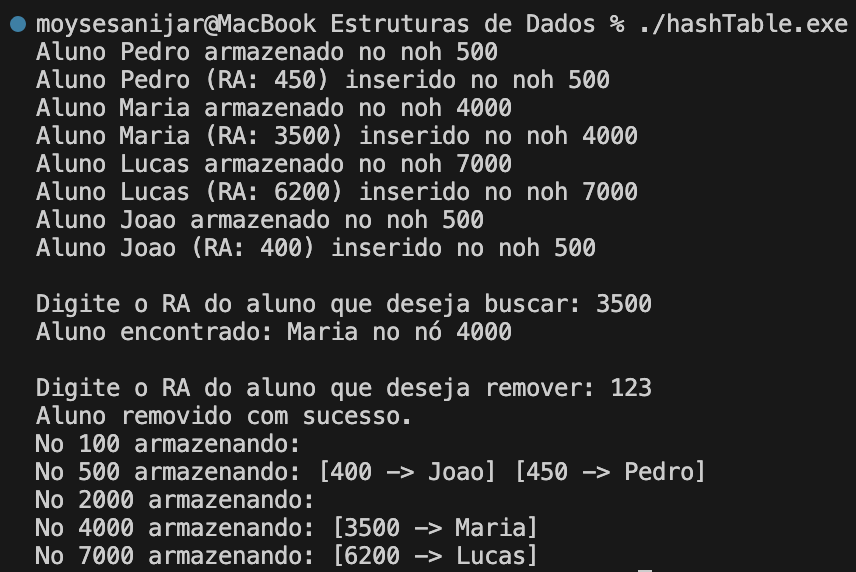 moysesanijar@MacBook Estruturas de Dados % ./hashTable.exe
Aluno Pedro armazenado no noh 500
Aluno Pedro (RA: 450) inserido no noh 500
Aluno Maria armazenado no noh 4000
Aluno Maria (RA: 3500) inserido no noh 4000
Aluno Lucas armazenado no noh 7000
Aluno Lucas (RA: 6200) inserido no noh 7000
Aluno Joao armazenado no noh 500
Aluno Joao (RA: 400) inserido no noh 500
Digite o RA do aluno que deseja buscar: 3500
Aluno encontrado: Maria no nó 4000
Digite o RA do aluno que deseja remover: 123
Aluno removido com sucesso.
No 100 armazenando:
No 500 armazenando: [400 -> Joao] [450 -> Pedro]
No 2000 armazenando:
No 4000 armazenando: [3500 -> Maria]
No 7000 armazenando: [6200 -> Lucas]